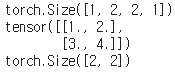 torch.Size([1, 2, 2, 1])
tensor([[1., 2.],
        [3., 4.]])
torch.Size([2, 2])